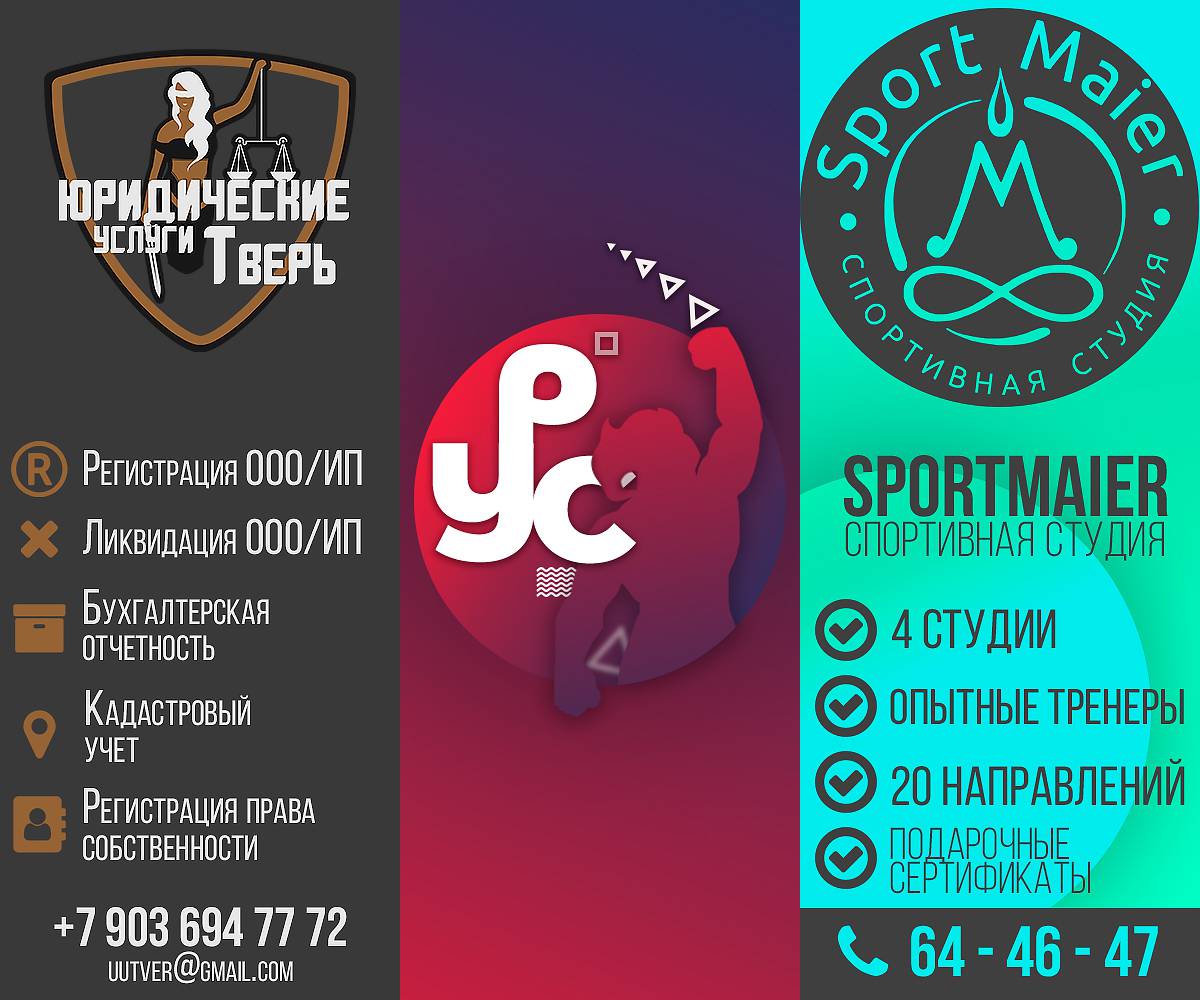 ЮРИДИЧЕСКИЕ
УСЛУГИ ТВЕРЬ
® РЕГИСТРАЦИЯ ООО/ИП
ЛИКВИДАЦИЯ ООО/ИП
БУХГАЛТЕРСКАЯ
ОТЧЕТНОСТЬ
КАДАСТРОВЫЙ
УЧЕТ
РЕГИСТРАЦИЯ ПРАВА
СОБСТВЕННОСТИ
+7 903 694 77 72
UUTVER@GMAIL.COM
урс
Sport Maier
СПОРТИВНАЯ СТУДИЯ
SPORTMAIER
СПОРТИВНАЯ СТУДИЯ
4 СТУДИИ
ОПЫТНЫЕ ТРЕНЕРЫ
20 НАПРАВЛЕНИЙ
ПОДАРОЧНЫЕ
СЕРТИФИКАТЫ
64 - 46 - 47